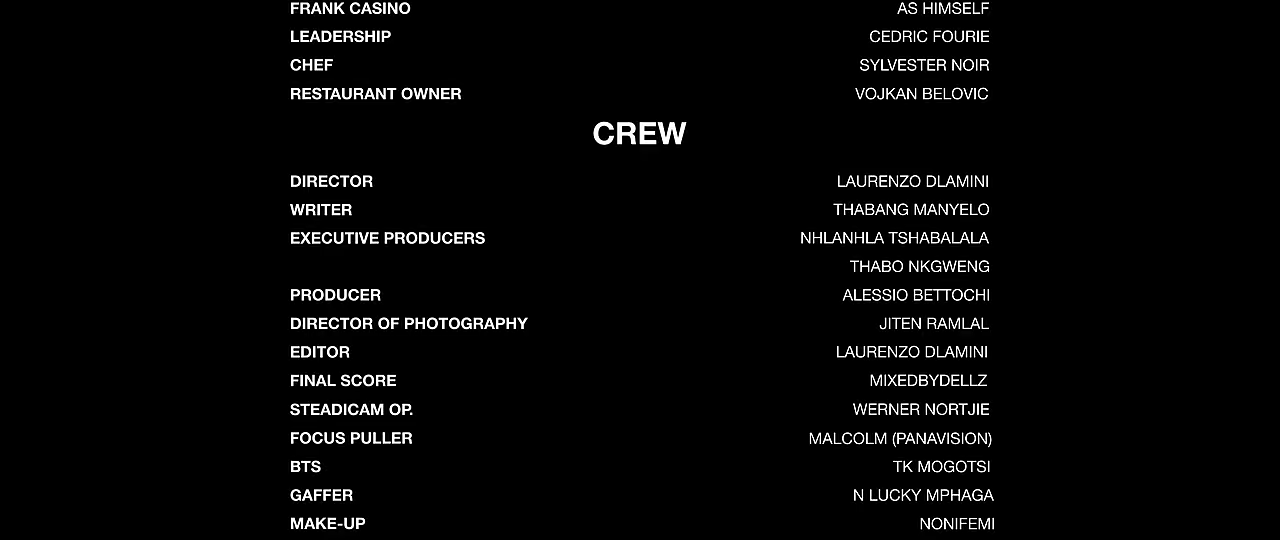 FRANK CASINO AS HIMSELF
LEADERSHIP CEDRIC FOURIE
CHEF SYLVESTER NOIR
RESTAURANT OWNER VOJKAN BELOVIC
CREW
DIRECTOR LAURENZO DLAMINI
WRITER THABANG MANYELO
EXECUTIVE PRODUCERS NHLANHLA TSHABALALA
THABO NKGWENG
PRODUCER ALESSIO BETTOCHI
DIRECTOR OF PHOTOGRAPHY JITEN RAMLAL
EDITOR LAURENZO DLAMINI
FINAL SCORE MIXEDBYDELLZ
STEADICAM OP. WERNER NORTJIE
FOCUS PULLER MALCOLM (PANAVISION)
BTS TK MOGOTSI
GAFFER N LUCKY MPHAGA
MAKE-UP NONIFEMI